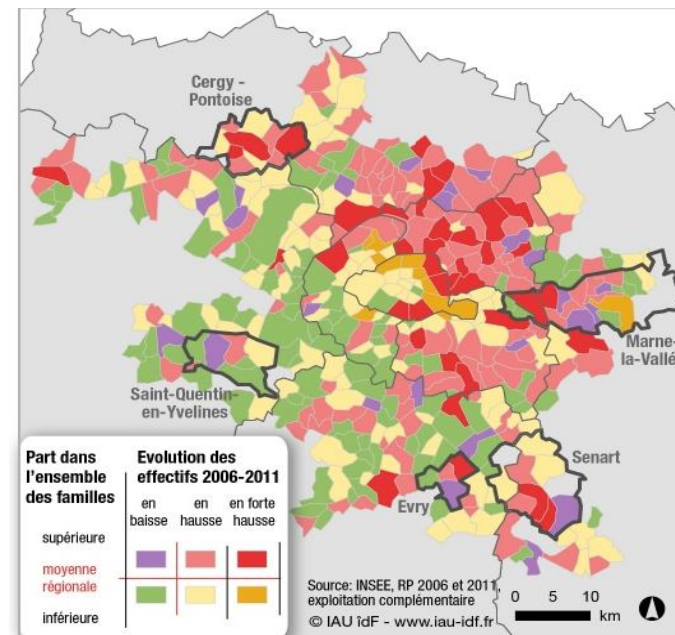 Cergy -
Pontoise
Marne-
la-Vallé
Saint-Quentin-
en-Yvelines
Senart
Evry
Part dans
l'ensemble
des familles
Evolution des
effectifs 2006-2011
en
baisse
en
hausse
en forte
hausse
supérieure
moyenne
régionale
inférieure
Source: INSEE, RP 2006 et 2011,
exploitation complémentaire
© IAU îdF - www.iau-idf.fr
0 5 10
km